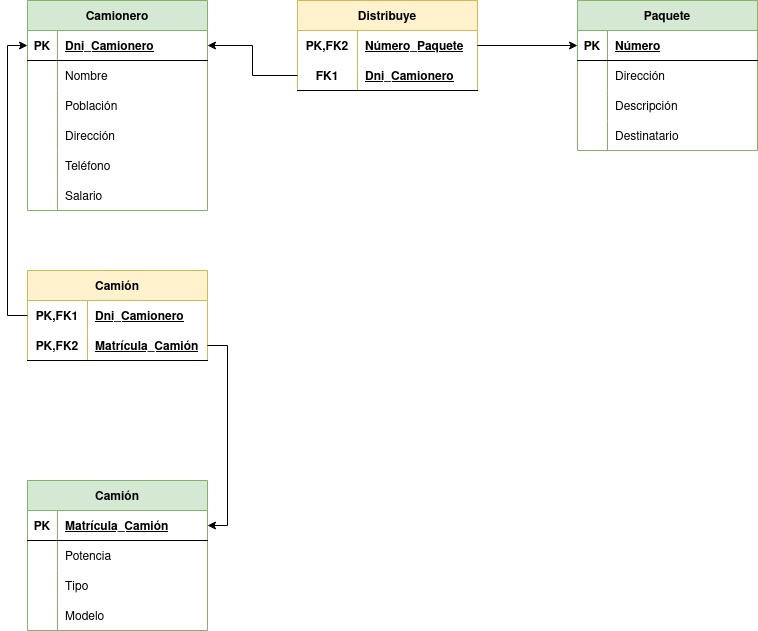 Camionero
PK Dni_Camionero
Nombre
Población
Dirección
Teléfono
Salario
Distribuye
PK,FK2 Número_Paquete
FK1 Dni_Camionero
Paquete
PK Número
Dirección
Descripción
Destinatario
Camión
PK,FK1 Dni_Camionero
PK,FK2 Matrícula_Camión
Camión
PK Matrícula_Camión
Potencia
Tipo
Modelo